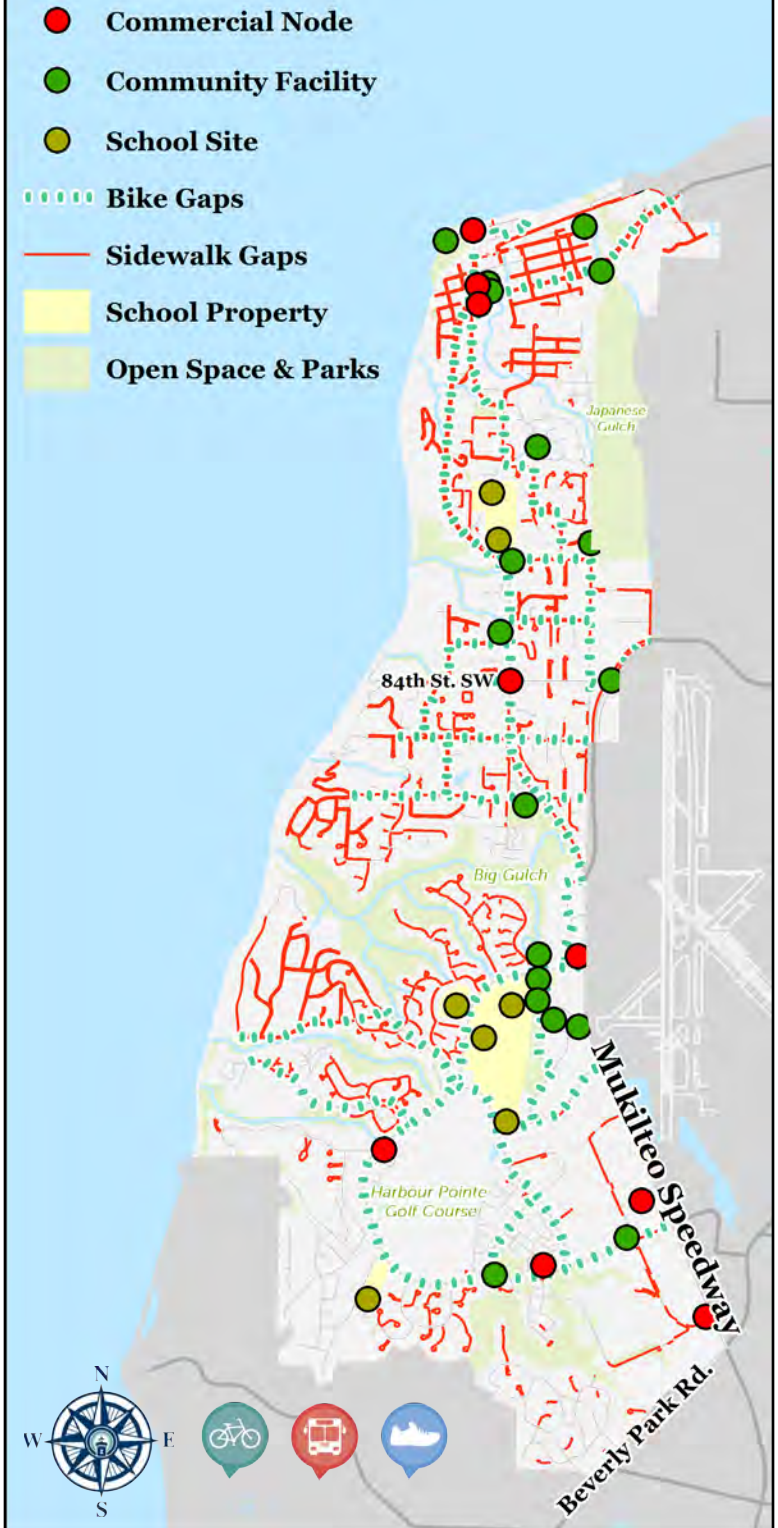 Commercial Node
Community Facility
School Site
Bike Gaps
Sidewalk Gaps
School Property
Open Space & Parks
Japanese
Gulch
84th St. SW
Big Gulch
Mukilteo Speedway
Harbour Pointe
Golf Course
Beverly Park Rd.
N
W
E
S